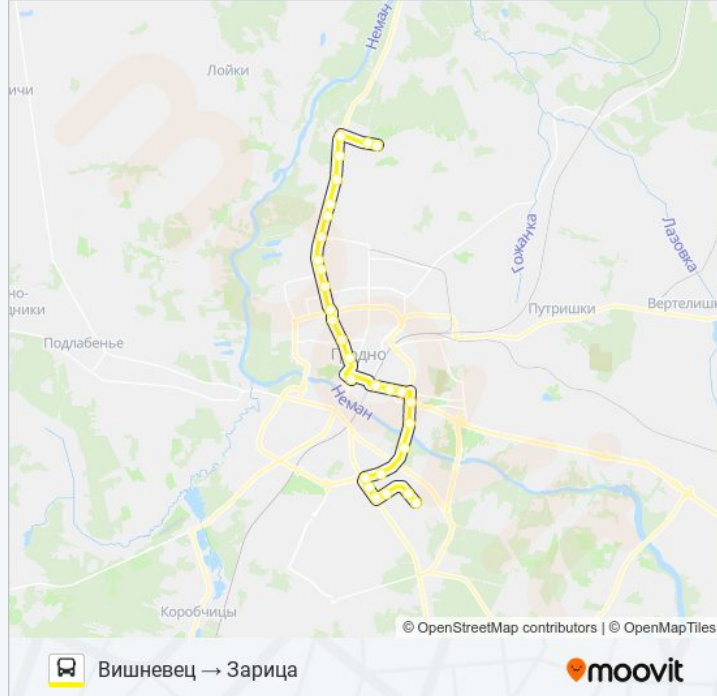 Неман
Лойки
ичи
Гожанка
Лазовка
но-
дники
Путришки
Вертелишк
Подлабенье
Гродно
Неман
Коробчицы
© OpenStreetMap contributors | © OpenMapTiles
Вишневец → Зарица
moovit